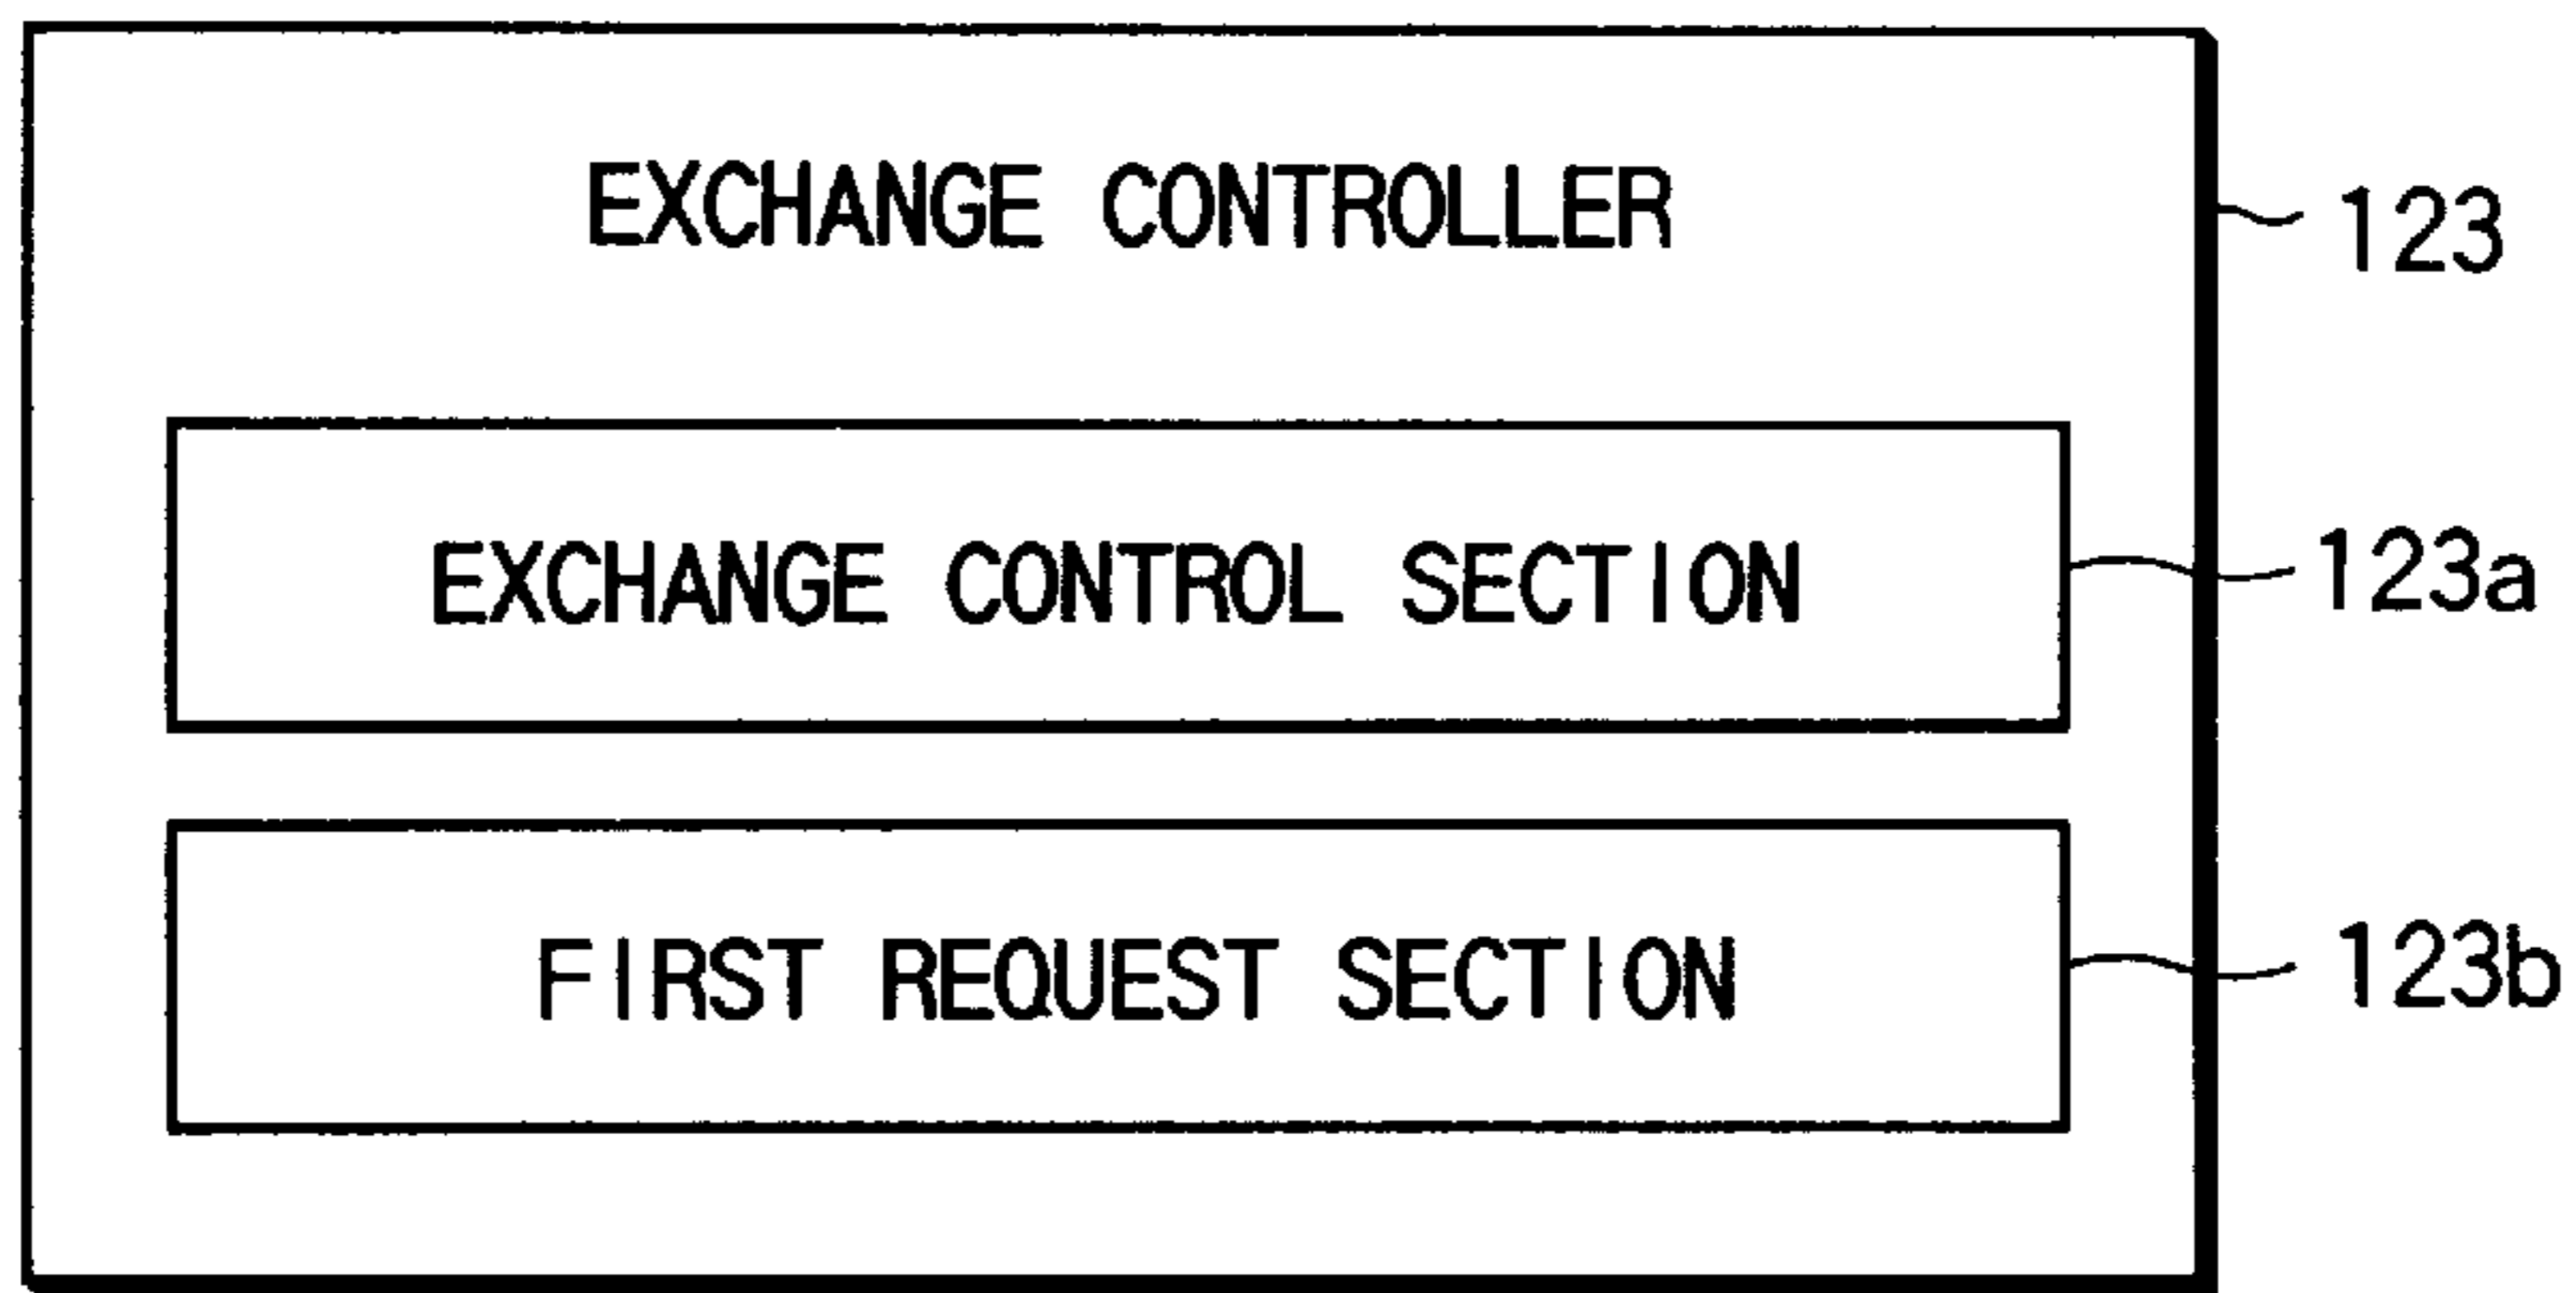 EXCHANGE CONTROLLER
123
EXCHANGE CONTROL SECTION
123a
FIRST REQUEST SECTION
123b